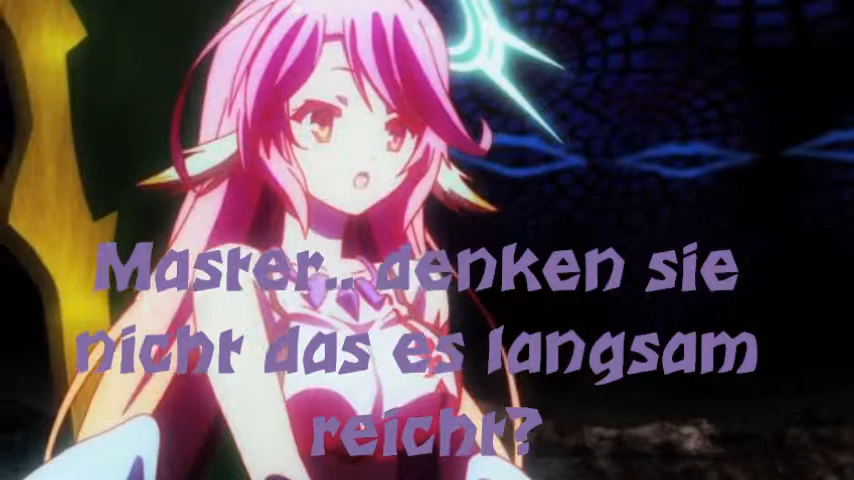 Master.. denken sie
nicht das es langsam
reicht?